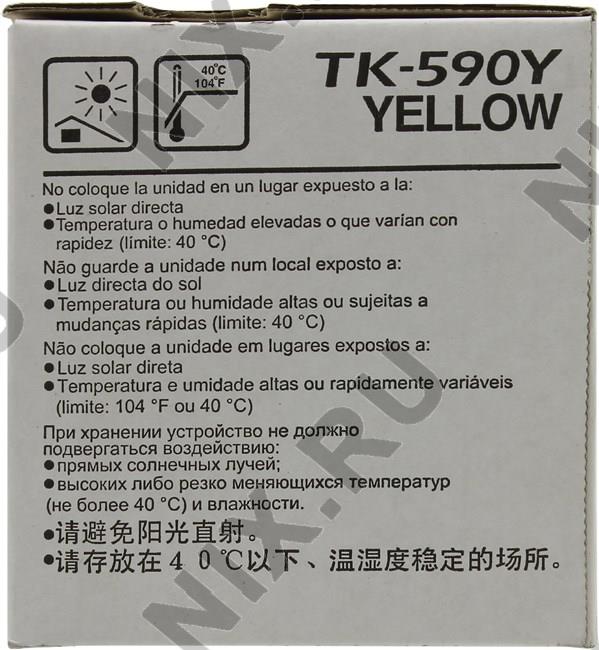 40°C
104°F
TK-590Y
YELLOW
No coloque la unidad en un lugar expuesto a la:
●Luz solar directa
●Temperatura o humedad elevadas o que varían con
rapidez (límite: 40 °C)
Não guarde a unidade num local exposto a:
●Luz directa do sol
●Temperatura ou humidade altas ou sujeitas a
mudanças rápidas (limite: 40 °C)
Não coloque a unidade em lugares expostos a:
●Luz solar direta
●Temperatura e umidade altas ou rapidamente variáveis
(limite: 104 °F ou 40 °C)
При хранении устройство не должно
подвергаться воздействию:
●прямых солнечных лучей;
●высоких либо резко меняющихся температур
(не более 40 °C) и влажности.
●请避免阳光直射。
●请存放在４０℃以下、温湿度稳定的场所。
NIX.RU